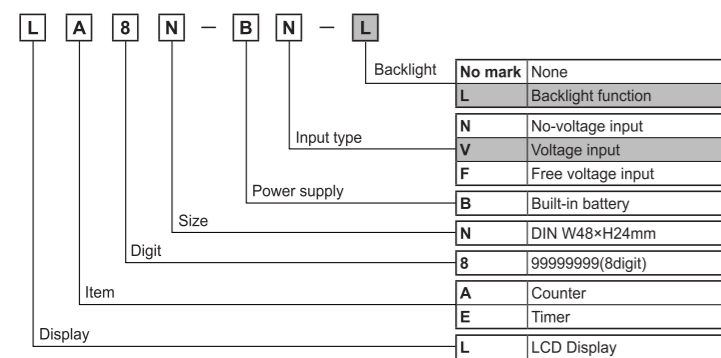 L A 8 N - B N - L
Backlight No mark None
L Backlight function
Input type N No-voltage input
V Voltage input
F Free voltage input
Power supply B Built-in battery
Size N DIN W48×H24mm
Digit 8 99999999(8digit)
Item A Counter
E Timer
Display L LCD Display